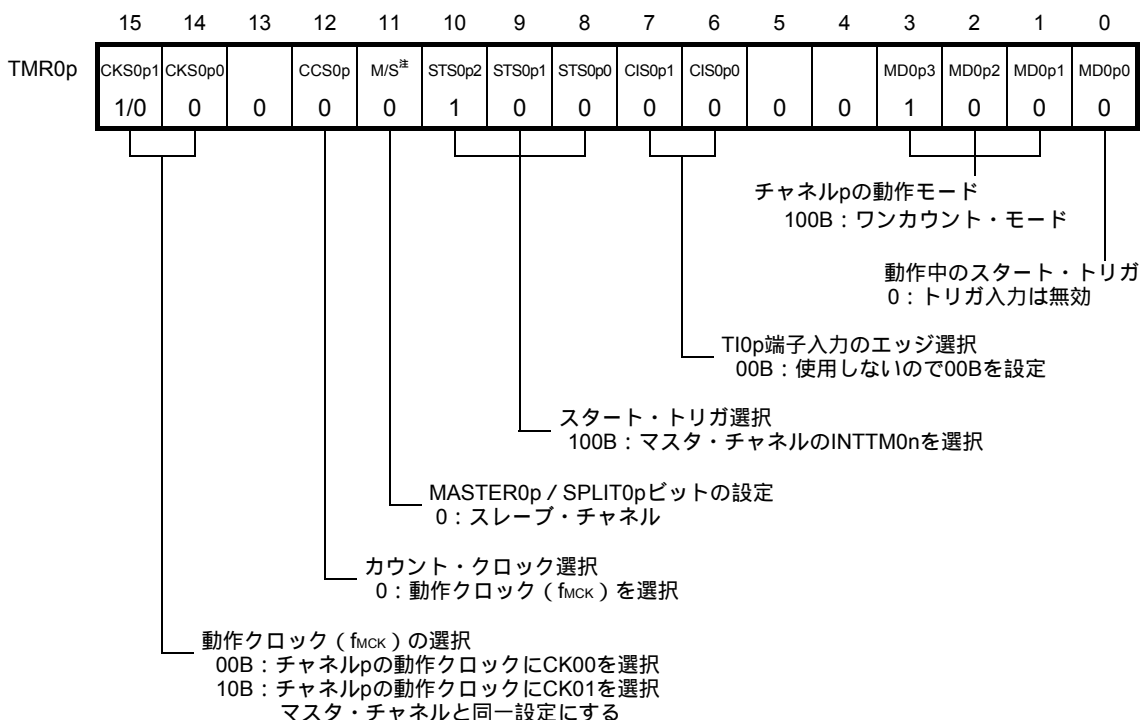 15 14 13 12 11 10 9 8 7 6 5 4 3 2 1 0
TMR0p CKS0p1 CKS0p0 CCS0p M/S注 STS0p2 STS0p1 STS0p0 CIS0p1 CIS0p0 MD0p3 MD0p2 MD0p1 MD0p0
1/0 0 0 0 0 1 0 0 0 0 0 0 1 0 0 0
チャネルpの動作モード
100B：ワンカウント・モード
動作中のスタート・トリガ
0：トリガ入力は無効
TI0p端子入力のエッジ選択
00B：使用しないので00Bを設定
スタート・トリガ選択
100B：マスタ・チャネルのINTTM0nを選択
MASTER0p / SPLIT0pビットの設定
0：スレーブ・チャネル
カウント・クロック選択
0：動作クロック（fMCK）を選択
動作クロック（fMCK）の選択
00B：チャネルpの動作クロックにCK00を選択
10B：チャネルpの動作クロックにCK01を選択
マスタ・チャネルと同一設定にする